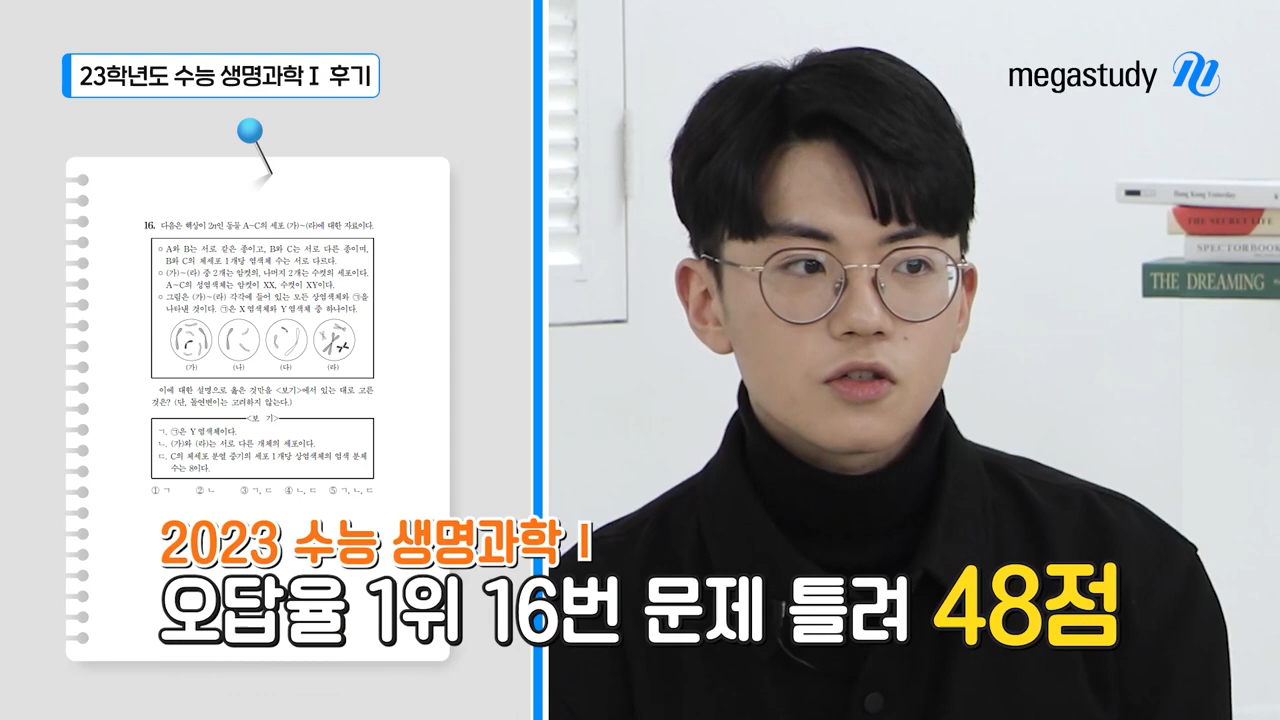 23학년도 수능 생명과학 I 후기
megastudy
16. 다음은 핵상이 2n인 동물 A~C의 세포 (가)~(라)에 대한 자료이다.
○ A와 B는 서로 같은 종이고, B와 C는 서로 다른 종이며,
B와 C의 체세포 1개당 염색체 수는 서로 다르다.
○ (가)~(라) 중 2개는 암컷의, 나머지 2개는 수컷의 세포이다.
A~C의 성염색체는 암컷이 XX, 수컷이 XY이다.
○ 그림은 (가)~(라) 각각에 들어 있는 모든 상염색체와 ㉠을
나타낸 것이다. ㉠은 X 염색체와 Y 염색체 중 하나이다.
(가) (나) (다) (라)
이에 대한 설명으로 옳은 것만을 <보기>에서 있는 대로 고른
것은? (단, 돌연변이는 고려하지 않는다.)
<보 기>
ㄱ. ㉠은 Y 염색체이다.
ㄴ. (가)와 (라)는 서로 다른 개체의 세포이다.
ㄷ. C의 체세포 분열 중기의 세포 1개당 상염색체의 염색 분체
수는 8이다.
① ㄱ ② ㄴ ③ ㄱ, ㄷ ④ ㄴ, ㄷ ⑤ ㄱ, ㄴ, ㄷ
Hong Kong Yesterday
THE SECRET LIFE
SPECTORBOOK
THE DREAMING
2023 수능 생명과학 I
오답율 1위 16번 문제 틀려 48점